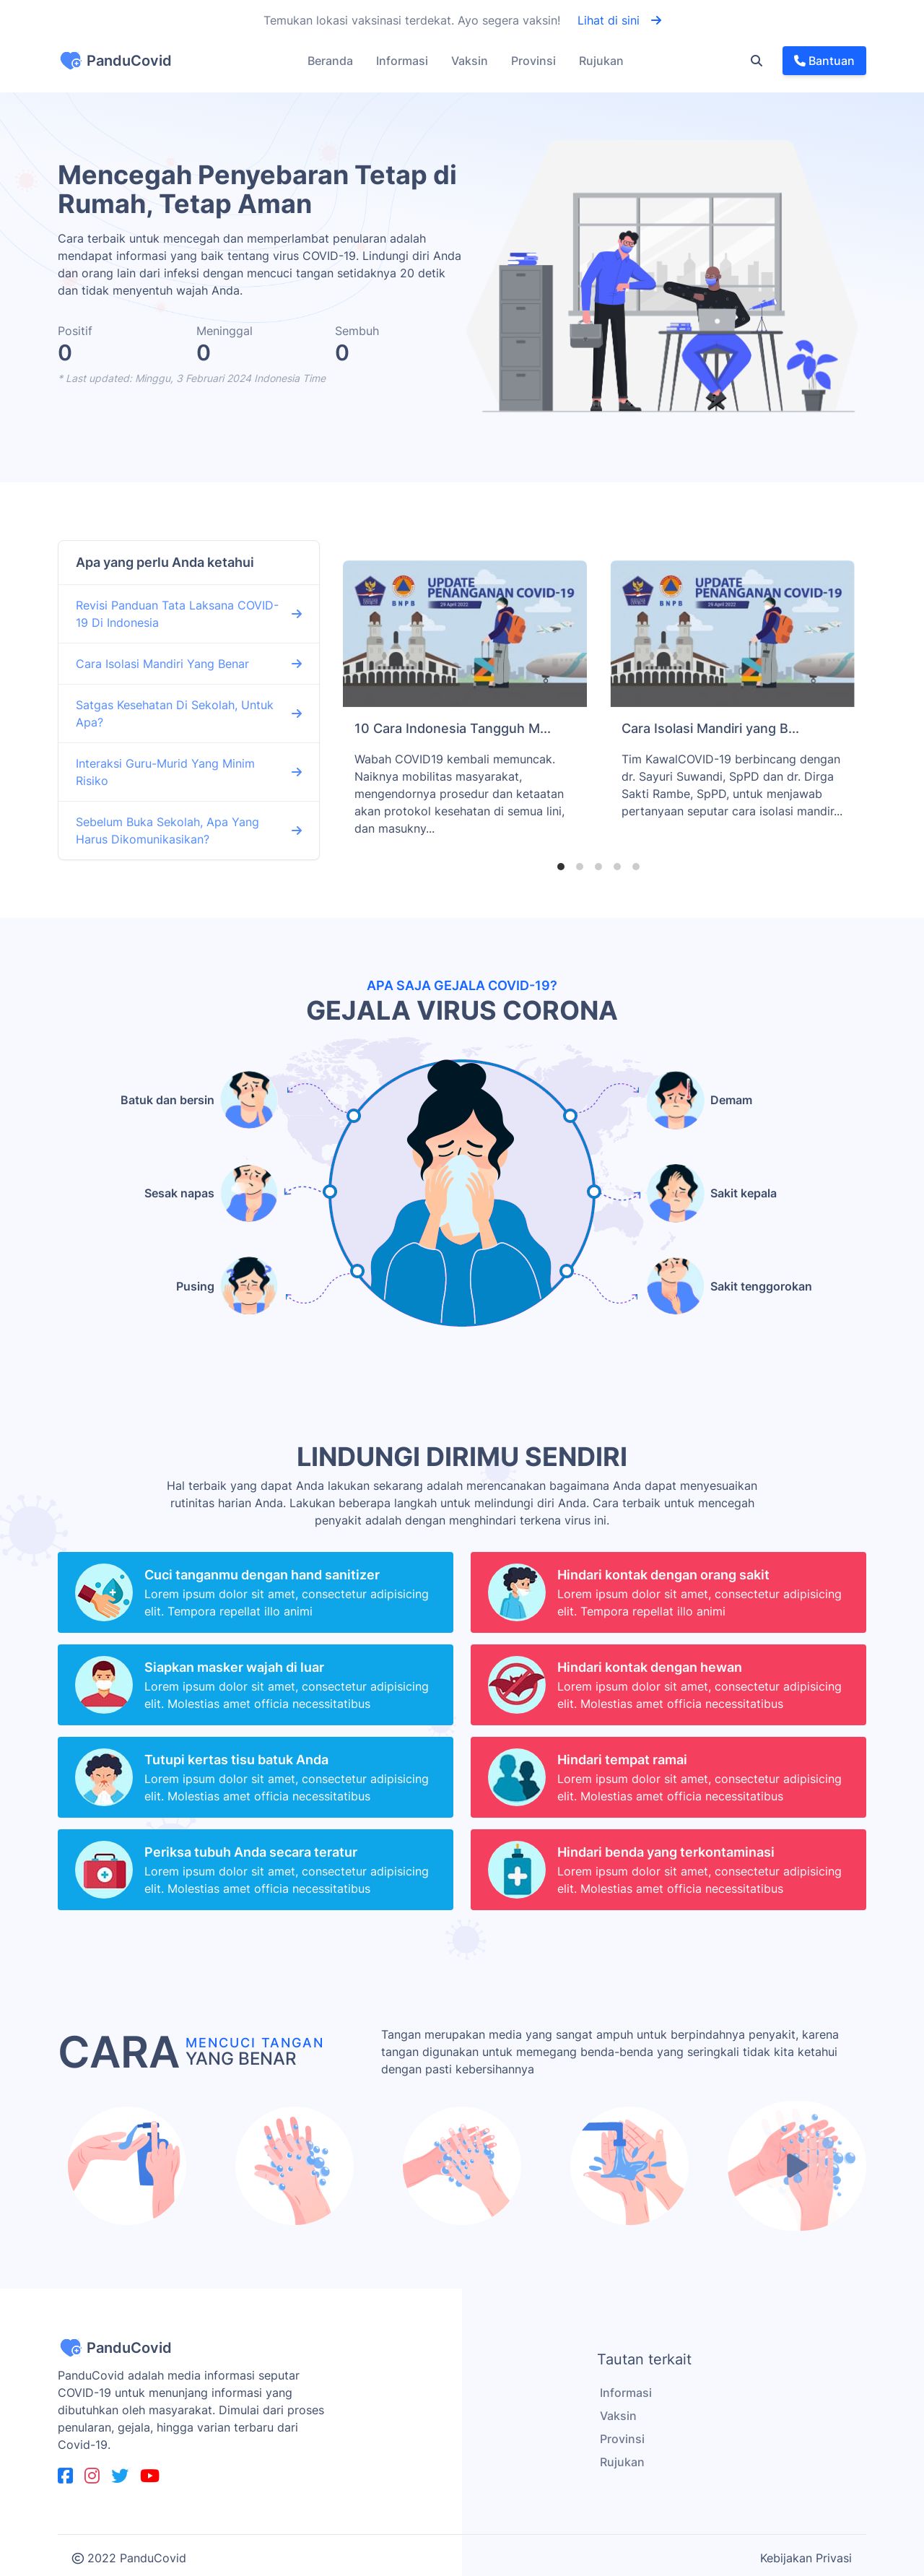 Temukan lokasi vaksinasi terdekat. Ayo segera vaksin! Lihat di sini
PanduCovid
Beranda Informasi Vaksin Provinsi Rujukan
Bantuan
Mencegah Penyebaran Tetap di
Rumah, Tetap Aman
Cara terbaik untuk mencegah dan memperlambat penularan adalah
mendapat informasi yang baik tentang virus COVID-19. Lindungi diri Anda
dan orang lain dari infeksi dengan mencuci tangan setidaknya 20 detik
dan tidak menyentuh wajah Anda.
Positif Meninggal Sembuh
0 0 0
* Last updated: Minggu, 3 Februari 2024 Indonesia Time
Apa yang perlu Anda ketahui
Revisi Panduan Tata Laksana COVID-
19 Di Indonesia
Cara Isolasi Mandiri Yang Benar
Satgas Kesehatan Di Sekolah, Untuk
Apa?
Interaksi Guru-Murid Yang Minim
Risiko
Sebelum Buka Sekolah, Apa Yang
Harus Dikomunikasikan?
BNPB
UPDATE
PENANGANAN COVID-19
29 April 2022
10 Cara Indonesia Tangguh M...
Wabah COVID19 kembali memuncak.
Naiknya mobilitas masyarakat,
mengendornya prosedur dan ketaatan
akan protokol kesehatan di semua lini,
dan masukny...
BNPB
UPDATE
PENANGANAN COVID-19
29 April 2022
Cara Isolasi Mandiri yang B...
Tim KawalCOVID-19 berbincang dengan
dr. Sayuri Suwandi, SpPD dan dr. Dirga
Sakti Rambe, SpPD, untuk menjawab
pertanyaan seputar cara isolasi mandir...
APA SAJA GEJALA COVID-19?
GEJALA VIRUS CORONA
Batuk dan bersin
Demam
Sesak napas
Sakit kepala
Pusing
Sakit tenggorokan
LINDUNGI DIRIMU SENDIRI
Hal terbaik yang dapat Anda lakukan sekarang adalah merencanakan bagaimana Anda dapat menyesuaikan
rutinitas harian Anda. Lakukan beberapa langkah untuk melindungi diri Anda. Cara terbaik untuk mencegah
penyakit adalah dengan menghindari terkena virus ini.
Cuci tanganmu dengan hand sanitizer
Lorem ipsum dolor sit amet, consectetur adipisicing
elit. Tempora repellat illo animi
Hindari kontak dengan orang sakit
Lorem ipsum dolor sit amet, consectetur adipisicing
elit. Tempora repellat illo animi
Siapkan masker wajah di luar
Lorem ipsum dolor sit amet, consectetur adipisicing
elit. Molestias amet officia necessitatibus
Hindari kontak dengan hewan
Lorem ipsum dolor sit amet, consectetur adipisicing
elit. Molestias amet officia necessitatibus
Tutupi kertas tisu batuk Anda
Lorem ipsum dolor sit amet, consectetur adipisicing
elit. Molestias amet officia necessitatibus
Hindari tempat ramai
Lorem ipsum dolor sit amet, consectetur adipisicing
elit. Molestias amet officia necessitatibus
Periksa tubuh Anda secara teratur
Lorem ipsum dolor sit amet, consectetur adipisicing
elit. Molestias amet officia necessitatibus
Hindari benda yang terkontaminasi
Lorem ipsum dolor sit amet, consectetur adipisicing
elit. Molestias amet officia necessitatibus
CARA
MENCUCI TANGAN
YANG BENAR
Tangan merupakan media yang sangat ampuh untuk berpindahnya penyakit, karena
tangan digunakan untuk memegang benda-benda yang seringkali tidak kita ketahui
dengan pasti kebersihannya
PanduCovid
PanduCovid adalah media informasi seputar
COVID-19 untuk menunjang informasi yang
dibutuhkan oleh masyarakat. Dimulai dari proses
penularan, gejala, hingga varian terbaru dari
Covid-19.
Tautan terkait
Informasi
Vaksin
Provinsi
Rujukan
© 2022 PanduCovid
Kebijakan Privasi